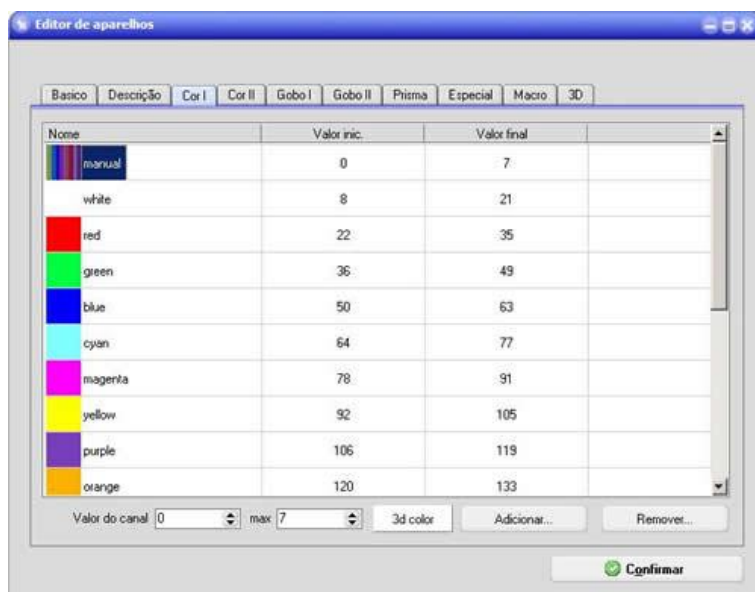 Editor de aparelhos
Basico Descrição Cor I Cor II Gobo I Gobo II Prisma Especial Macro 3D
Nome Valor inic. Valor final
manual 0 7
white 8 21
red 22 35
green 36 49
blue 50 63
cyan 64 77
magenta 78 91
yellow 92 105
purple 106 119
orange 120 133
Valor do canal 0 max 7 3d color Adicionar... Remover...
Confirmar